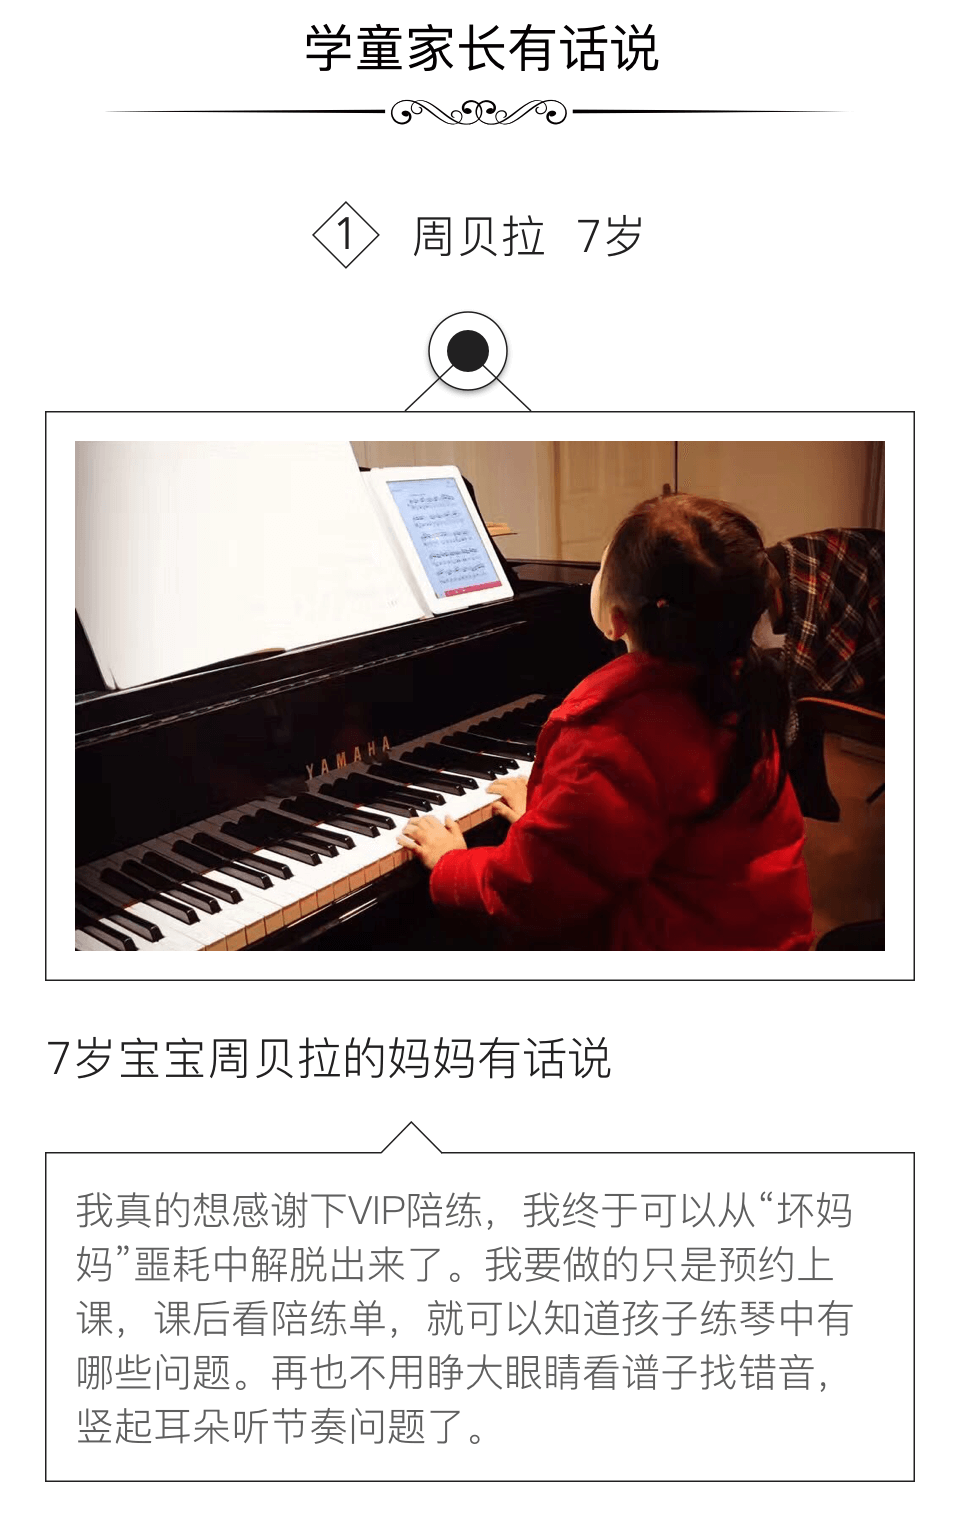 学童家长有话说
1 周贝拉 7岁
YAMAHA
7岁宝宝周贝拉的妈妈有话说
我真的想感谢下VIP陪练，我终于可以从“坏妈
妈”噩耗中解脱出来了。我要做的只是预约上
课，课后看陪练单，就可以知道孩子练琴中有
哪些问题。再也不用睁大眼睛看谱子找错音，
竖起耳朵听节奏问题了。